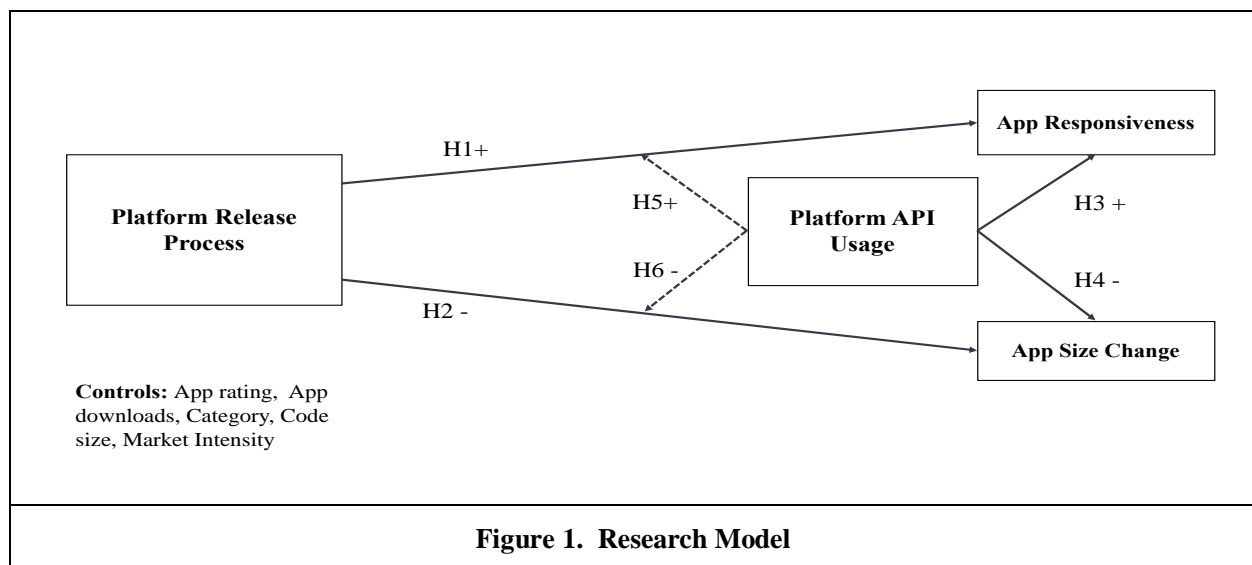 App Responsiveness
H1+
Platform Release
Process
H5+
Platform API
Usage
H3 +
H6 -
H4 -
H2 -
App Size Change
Controls: App rating, App
downloads, Category, Code
size, Market Intensity
Figure 1. Research Model